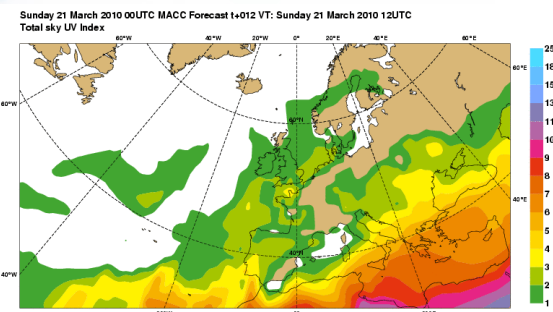 Sunday 21 March 2010 00UTC MACC Forecast t+012 VT: Sunday 21 March 2010 12UTC
Total sky UV Index
60°W 40°W 20°W 0° 20°E 40°E 60°E
25
18
15
13
11
10
9
8
7
6
5
4
3
2
1
60°E
60°W
60°N
40°E
40°N
40°W